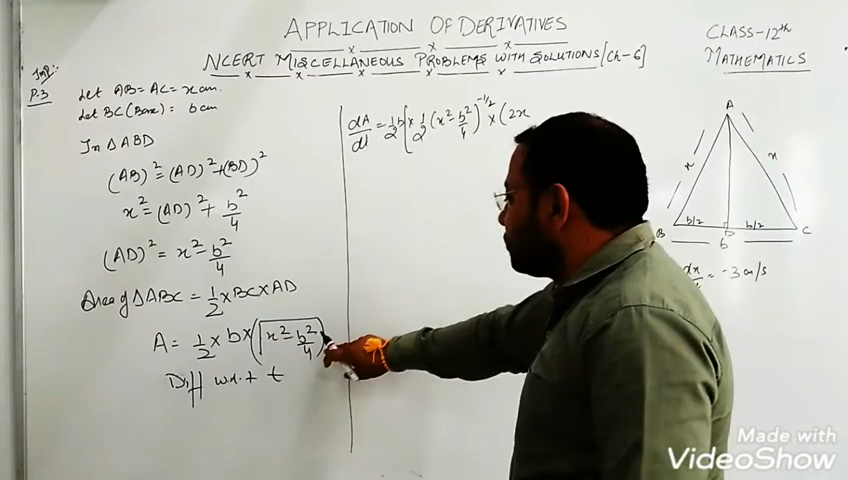 APPLICATION OF DERIVATIVES
NCERT MISCELLANEOUS PROBLEMS WITH SOLUTIONS [Ch-6]
CLASS-12th
MATHEMATICS
Imp:
P.3
Let AB = AC = x cm.
Let BC (Base) = b cm
In △ABD
(AB)² = (AD)² + (BD)²
x² = (AD)² + b²/4
(AD)² = x² - b²/4
Area of △ABC = 1/2 × BC × AD
A = 1/2 × b × (√x² - b²/4)
Diff w.r.t t
dA/dt = 1/2 b [× 1/2 (x² - b²/4)^-1/2 × (2x
A
x
x
B
b/2
D
b/2
C
b
= -3 cm/s
Made with
VideoShow